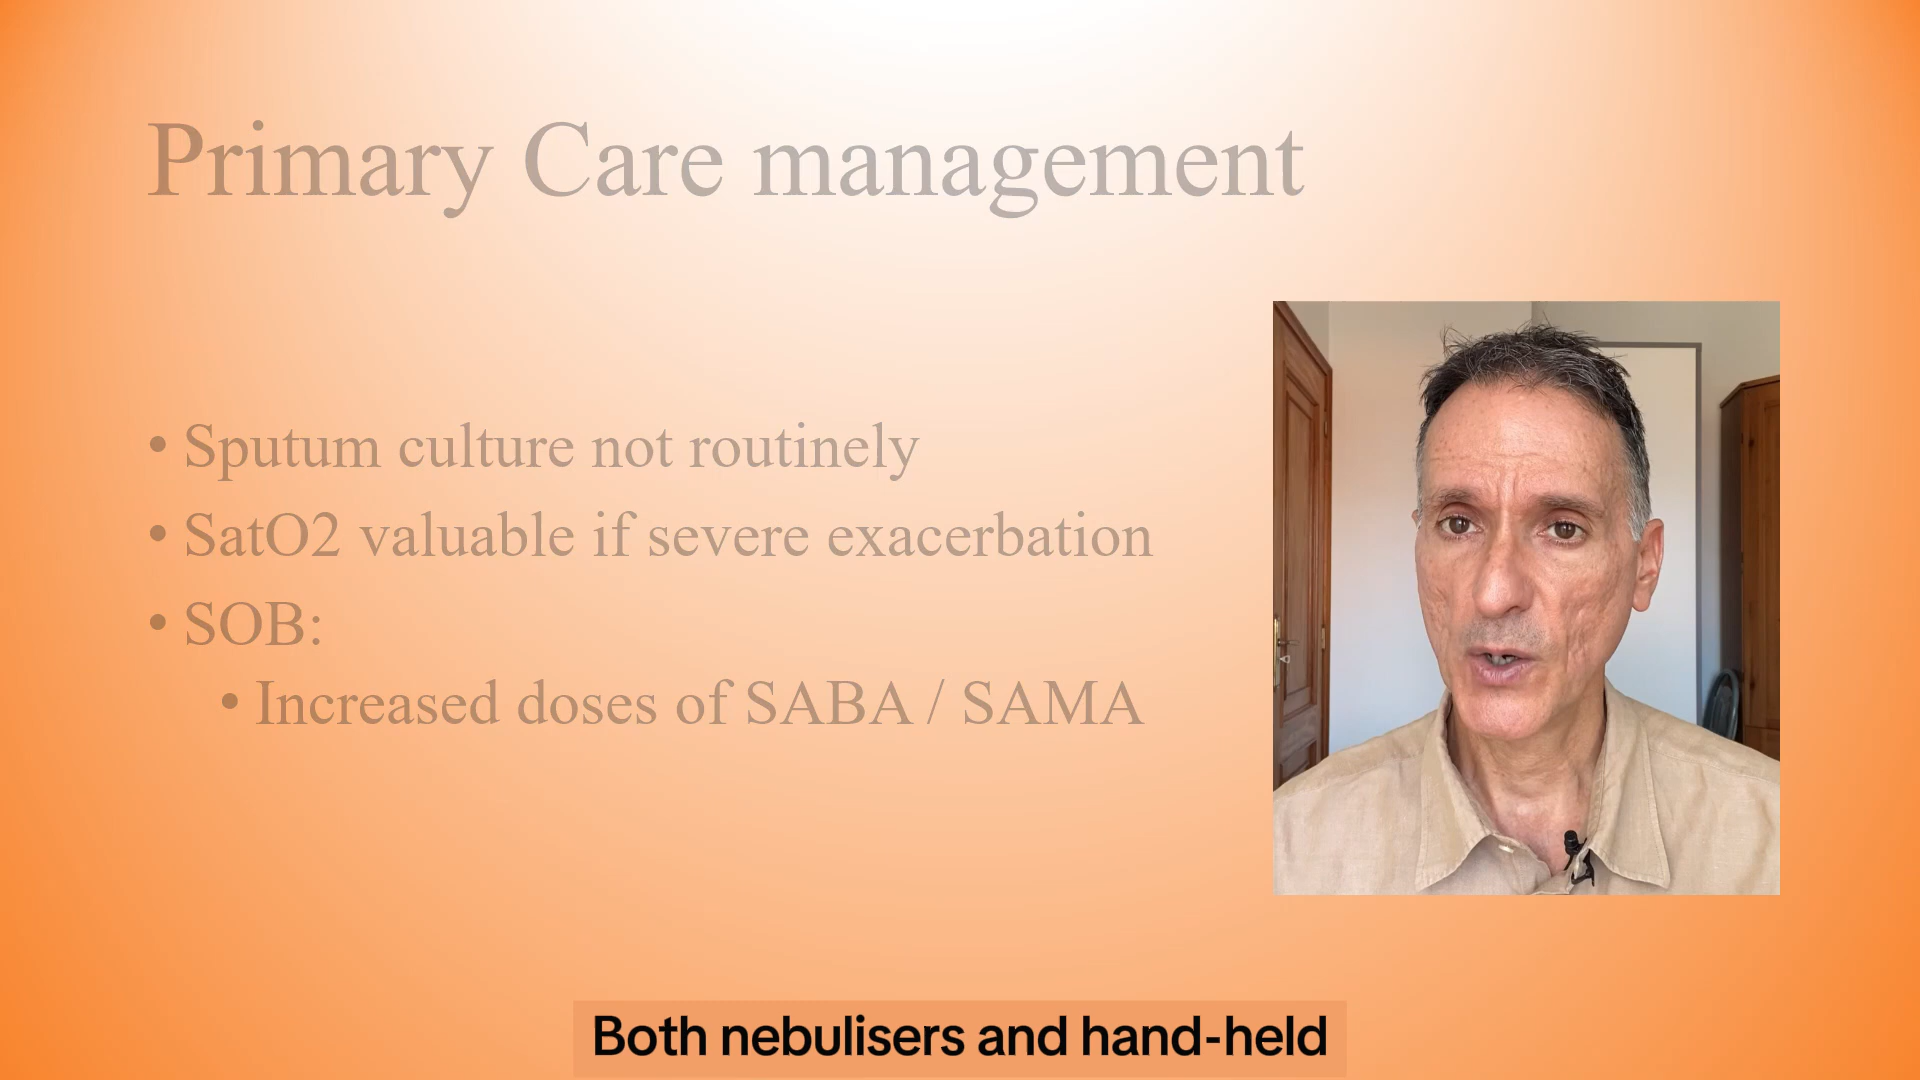 Primary Care management
• Sputum culture not routinely
• SatO2 valuable if severe exacerbation
• SOB:
• Increased doses of SABA / SAMA
Both nebulisers and hand-held